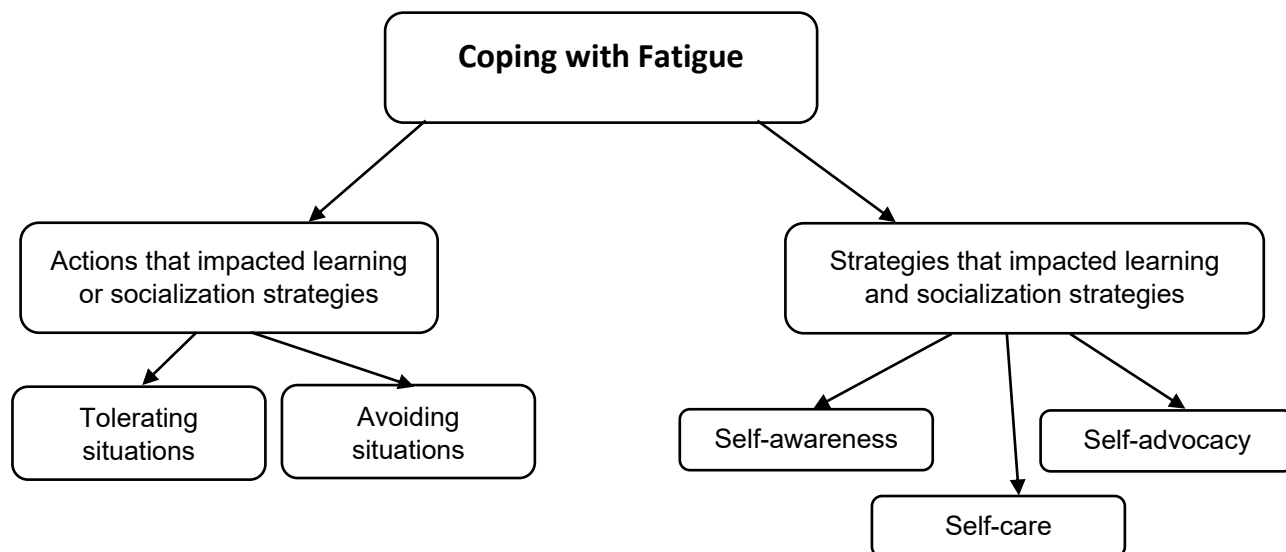 Coping with Fatigue
Actions that impacted learning
or socialization strategies
Strategies that impacted learning
and socialization strategies
Tolerating
situations
Avoiding
situations
Self-awareness
Self-advocacy
Self-care